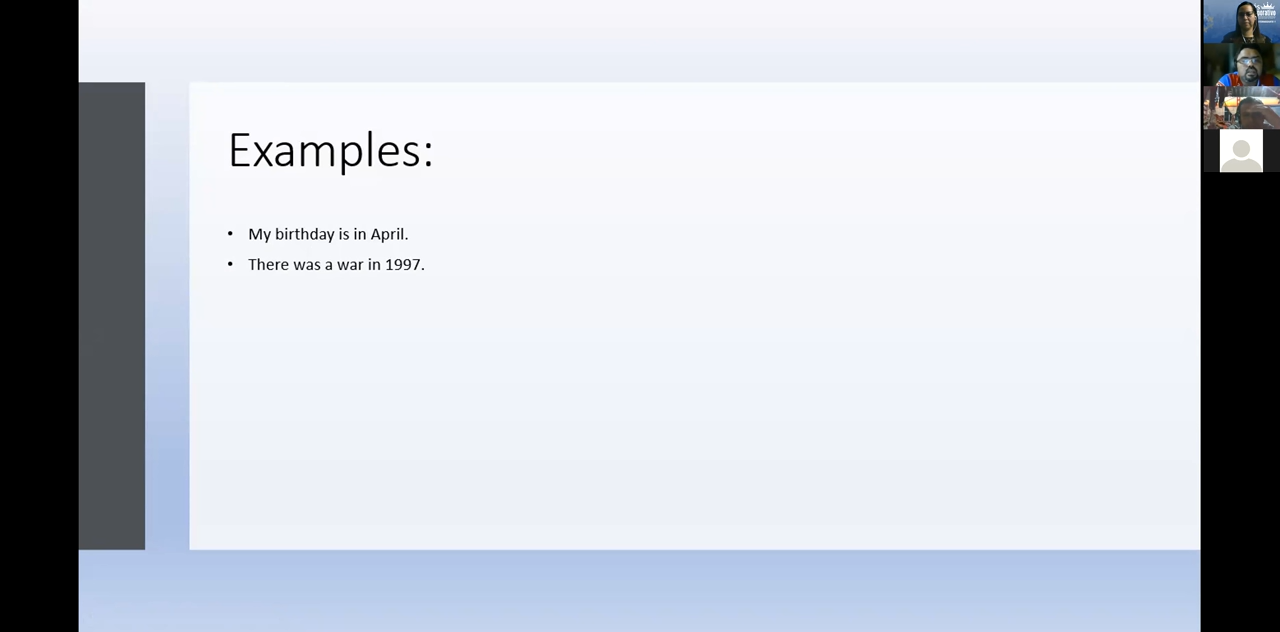 Examples:
• My birthday is in April.
• There was a war in 1997.